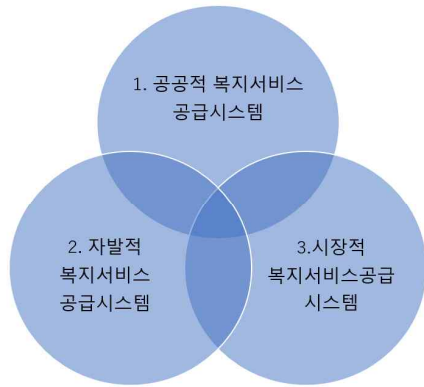 1. 공공적 복지서비스
공급시스템
2. 자발적
복지서비스
공급시스템
3.시장적
복지서비스공급
시스템